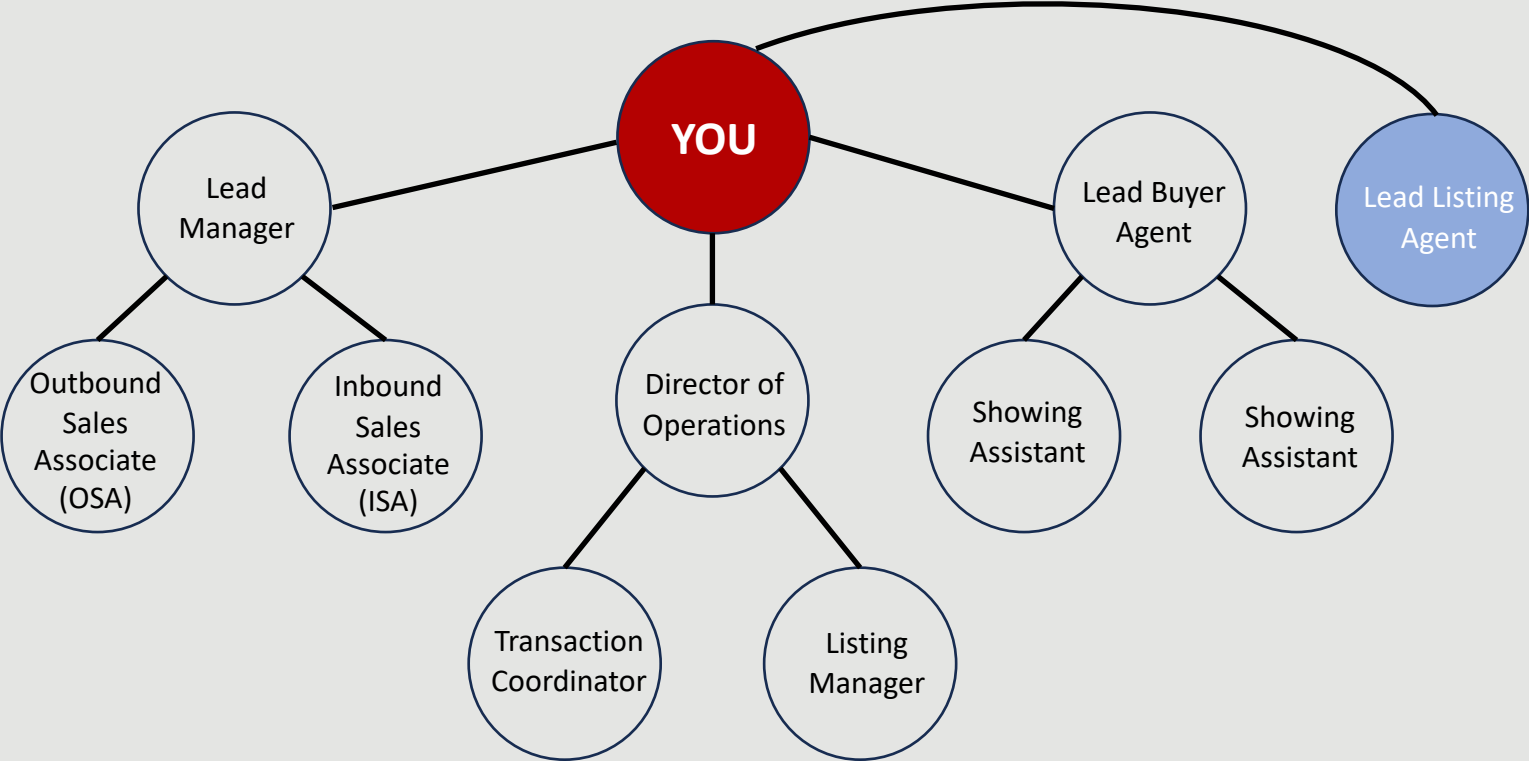 YOU
Lead
Manager
Lead Buyer
Agent
Lead Listing
Agent
Outbound
Sales
Associate
(OSA)
Inbound
Sales
Associate
(ISA)
Director of
Operations
Showing
Assistant
Showing
Assistant
Transaction
Coordinator
Listing
Manager